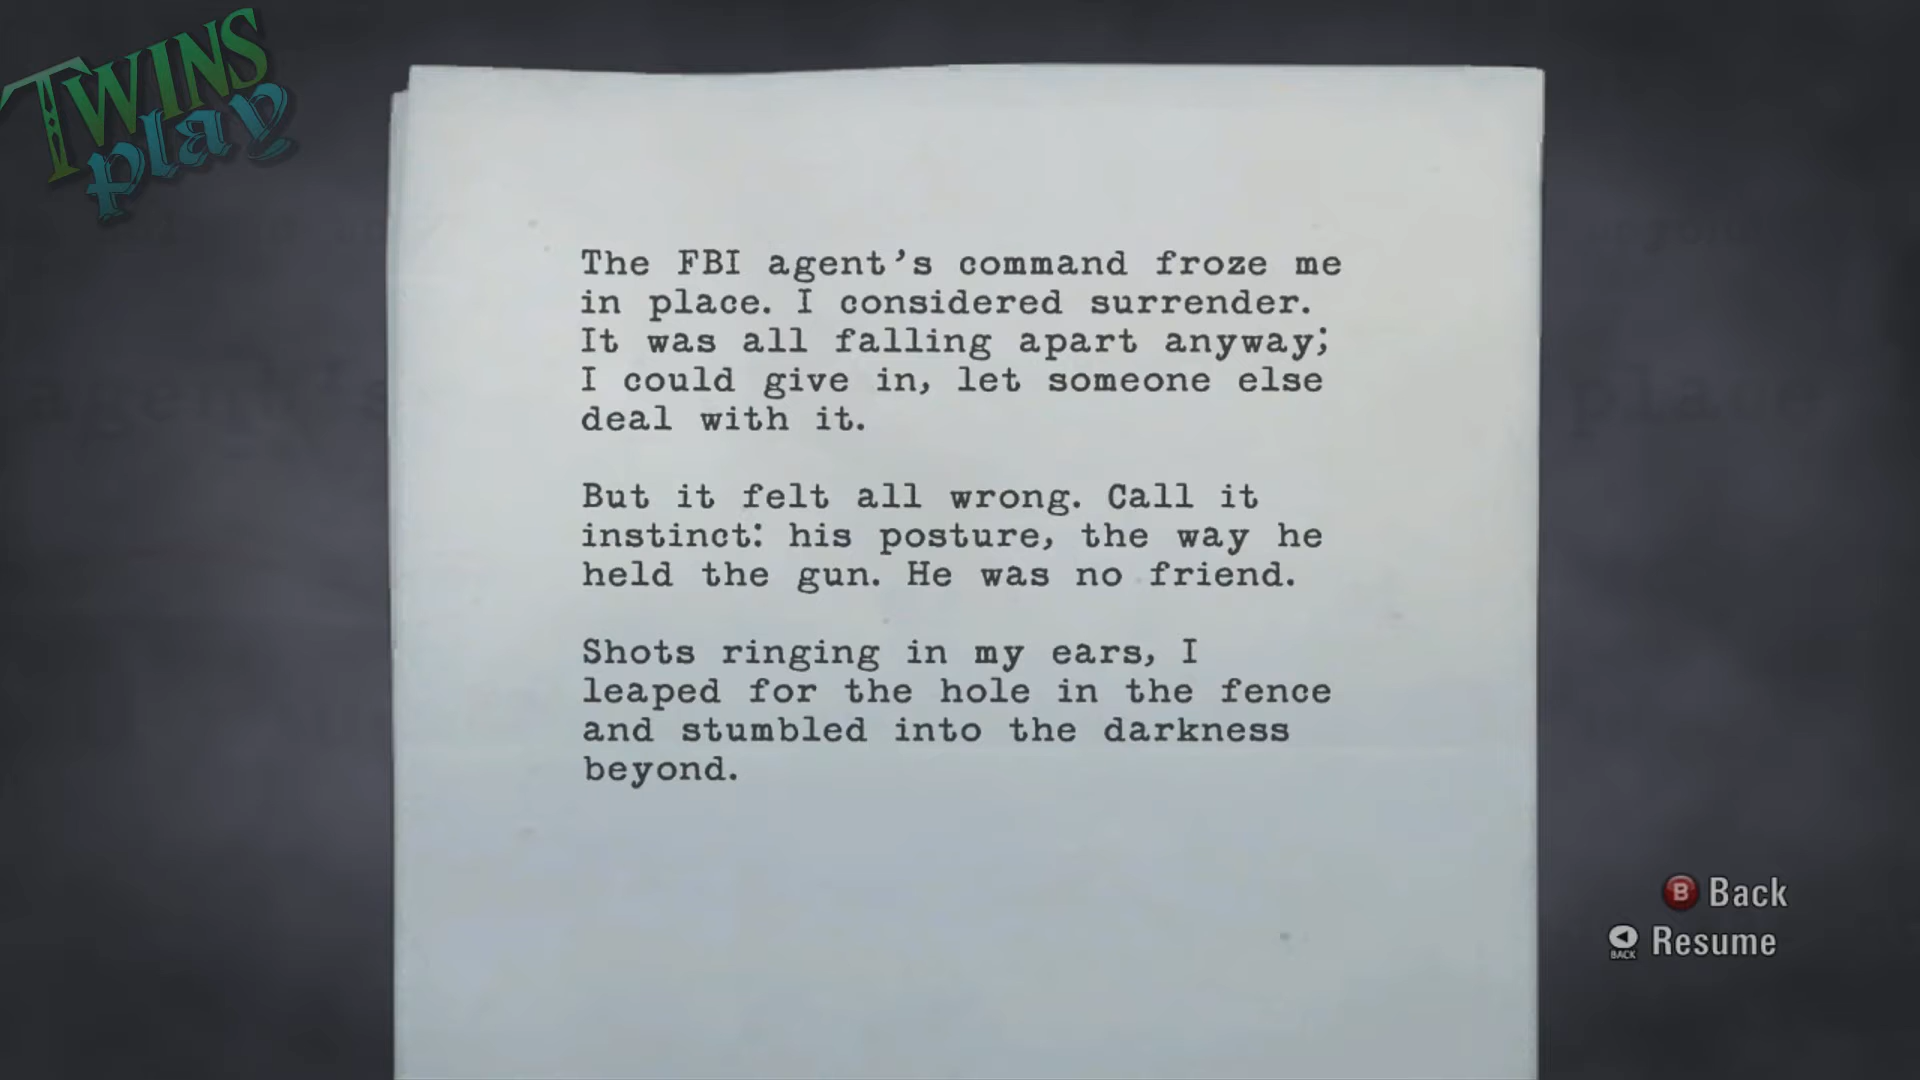 TWINS
play
The FBI agent's command froze me
in place. I considered surrender.
It was all falling apart anyway;
I could give in, let someone else
deal with it.
But it felt all wrong. Call it
instinct: his posture, the way he
held the gun. He was no friend.
Shots ringing in my ears, I
leaped for the hole in the fence
and stumbled into the darkness
beyond.
B Back
BACK Resume
agent's
place